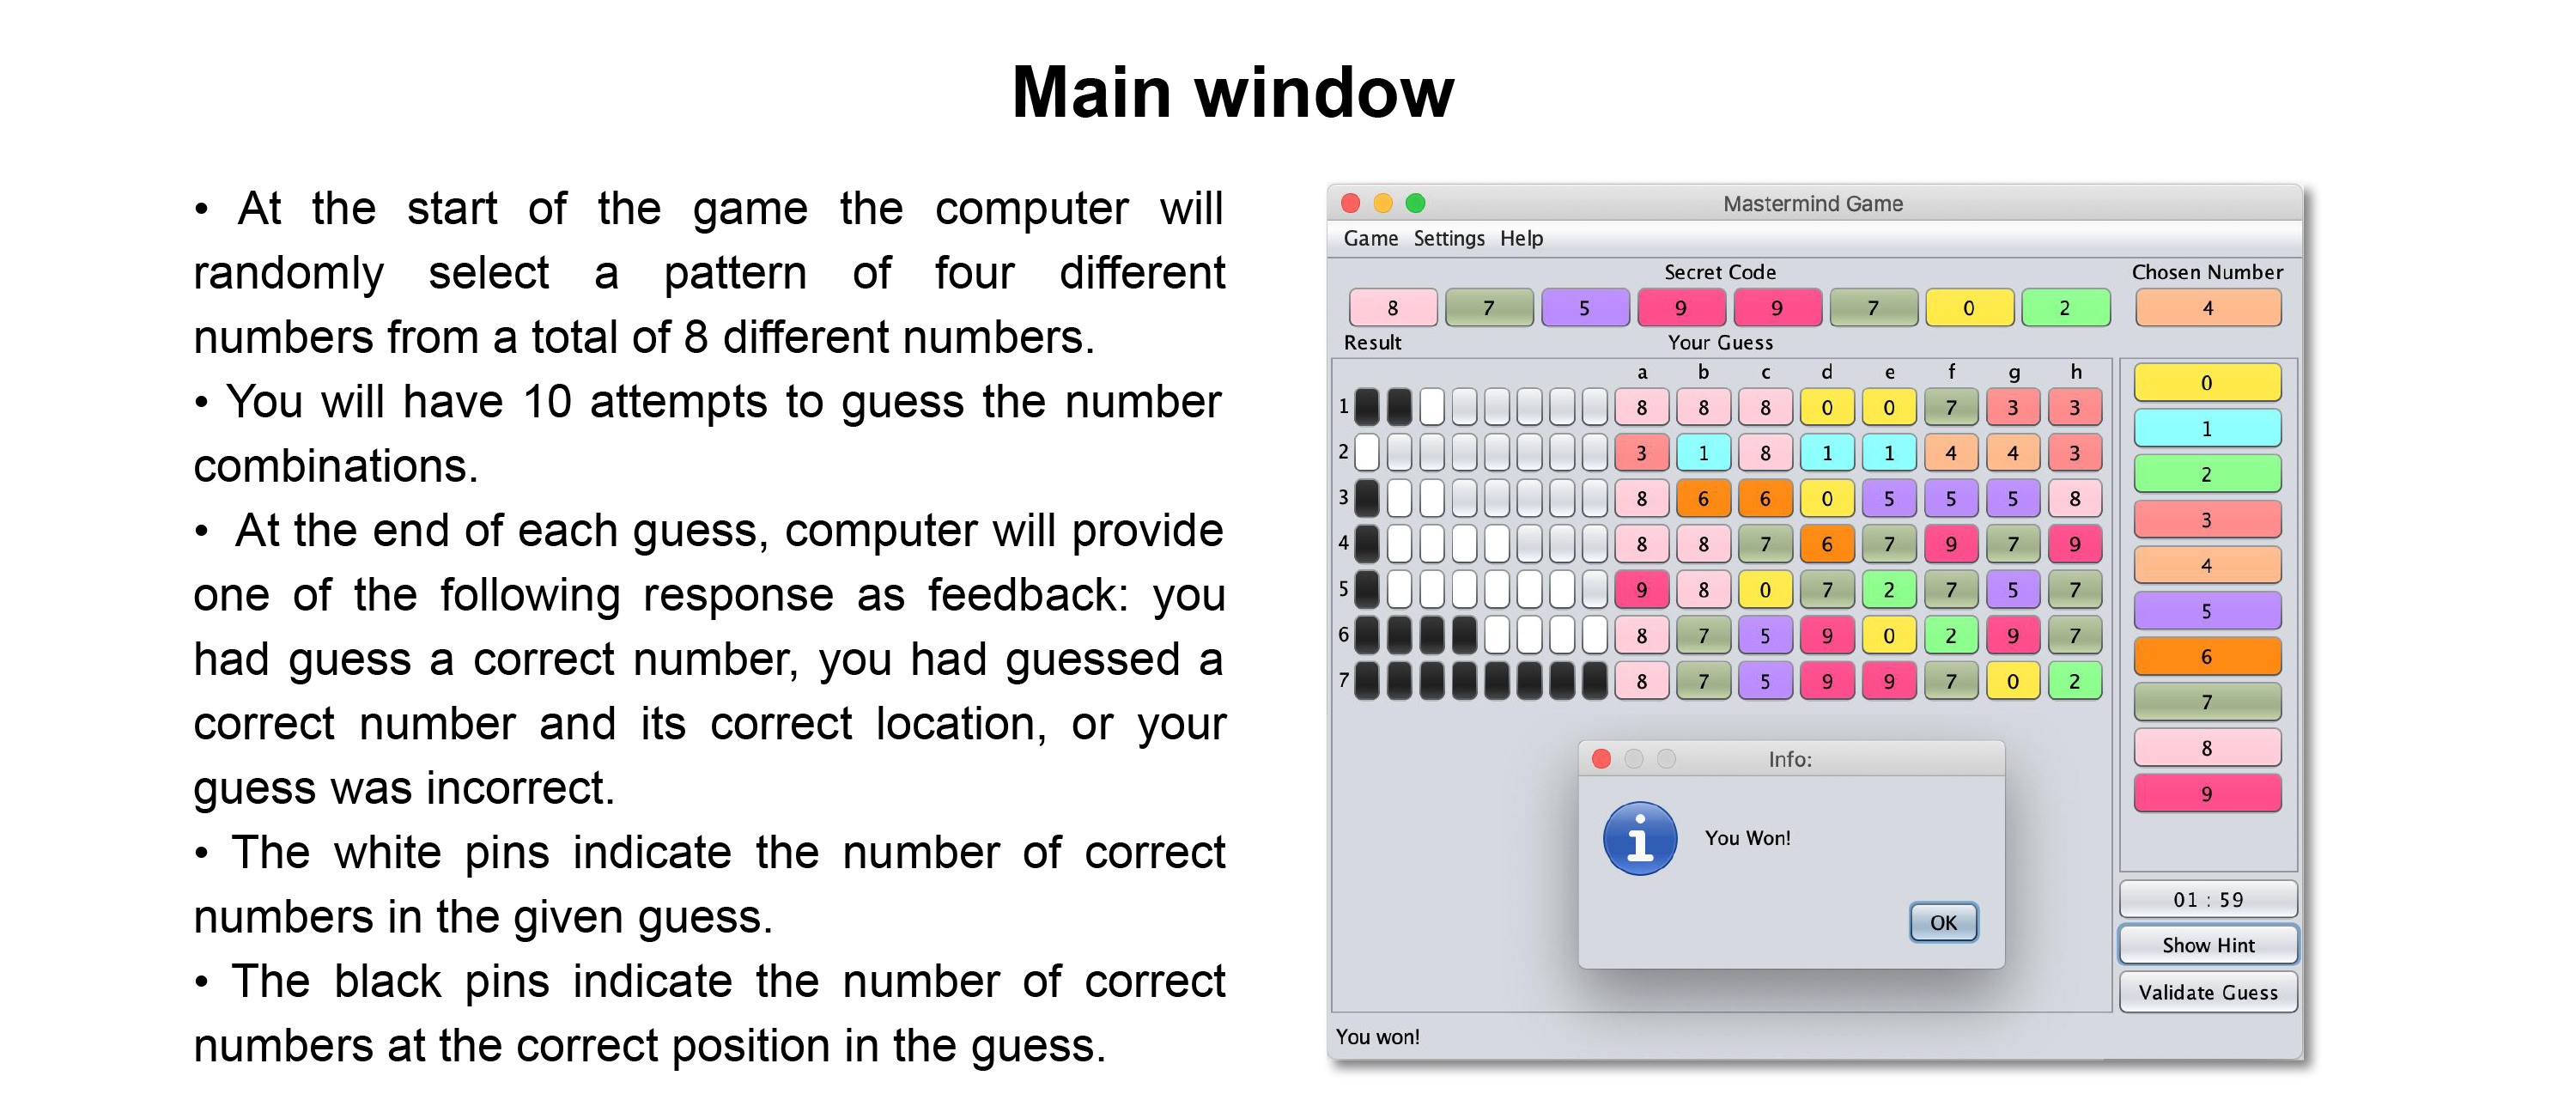 Main window
• At the start of the game the computer will
randomly select a pattern of four different
numbers from a total of 8 different numbers.
• You will have 10 attempts to guess the number
combinations.
• At the end of each guess, computer will provide
one of the following response as feedback: you
had guess a correct number, you had guessed a
correct number and its correct location, or your
guess was incorrect.
• The white pins indicate the number of correct
numbers in the given guess.
• The black pins indicate the number of correct
numbers at the correct position in the guess.
Mastermind Game
Game Settings Help
Secret Code Chosen Number
8 7 5 9 9 7 0 2 4
Result Your Guess
a b c d e f g h
1 8 8 8 0 0 7 3 3
2 3 1 8 1 1 4 4 3
3 8 6 6 0 5 5 5 8
4 8 8 7 6 7 9 7 9
5 9 8 0 7 2 7 5 7
6 8 7 5 9 0 2 9 7
7 8 7 5 9 9 7 0 2
0
1
2
3
4
5
6
7
8
9
Info:
You Won!
OK
01 : 59
Show Hint
Validate Guess
You won!